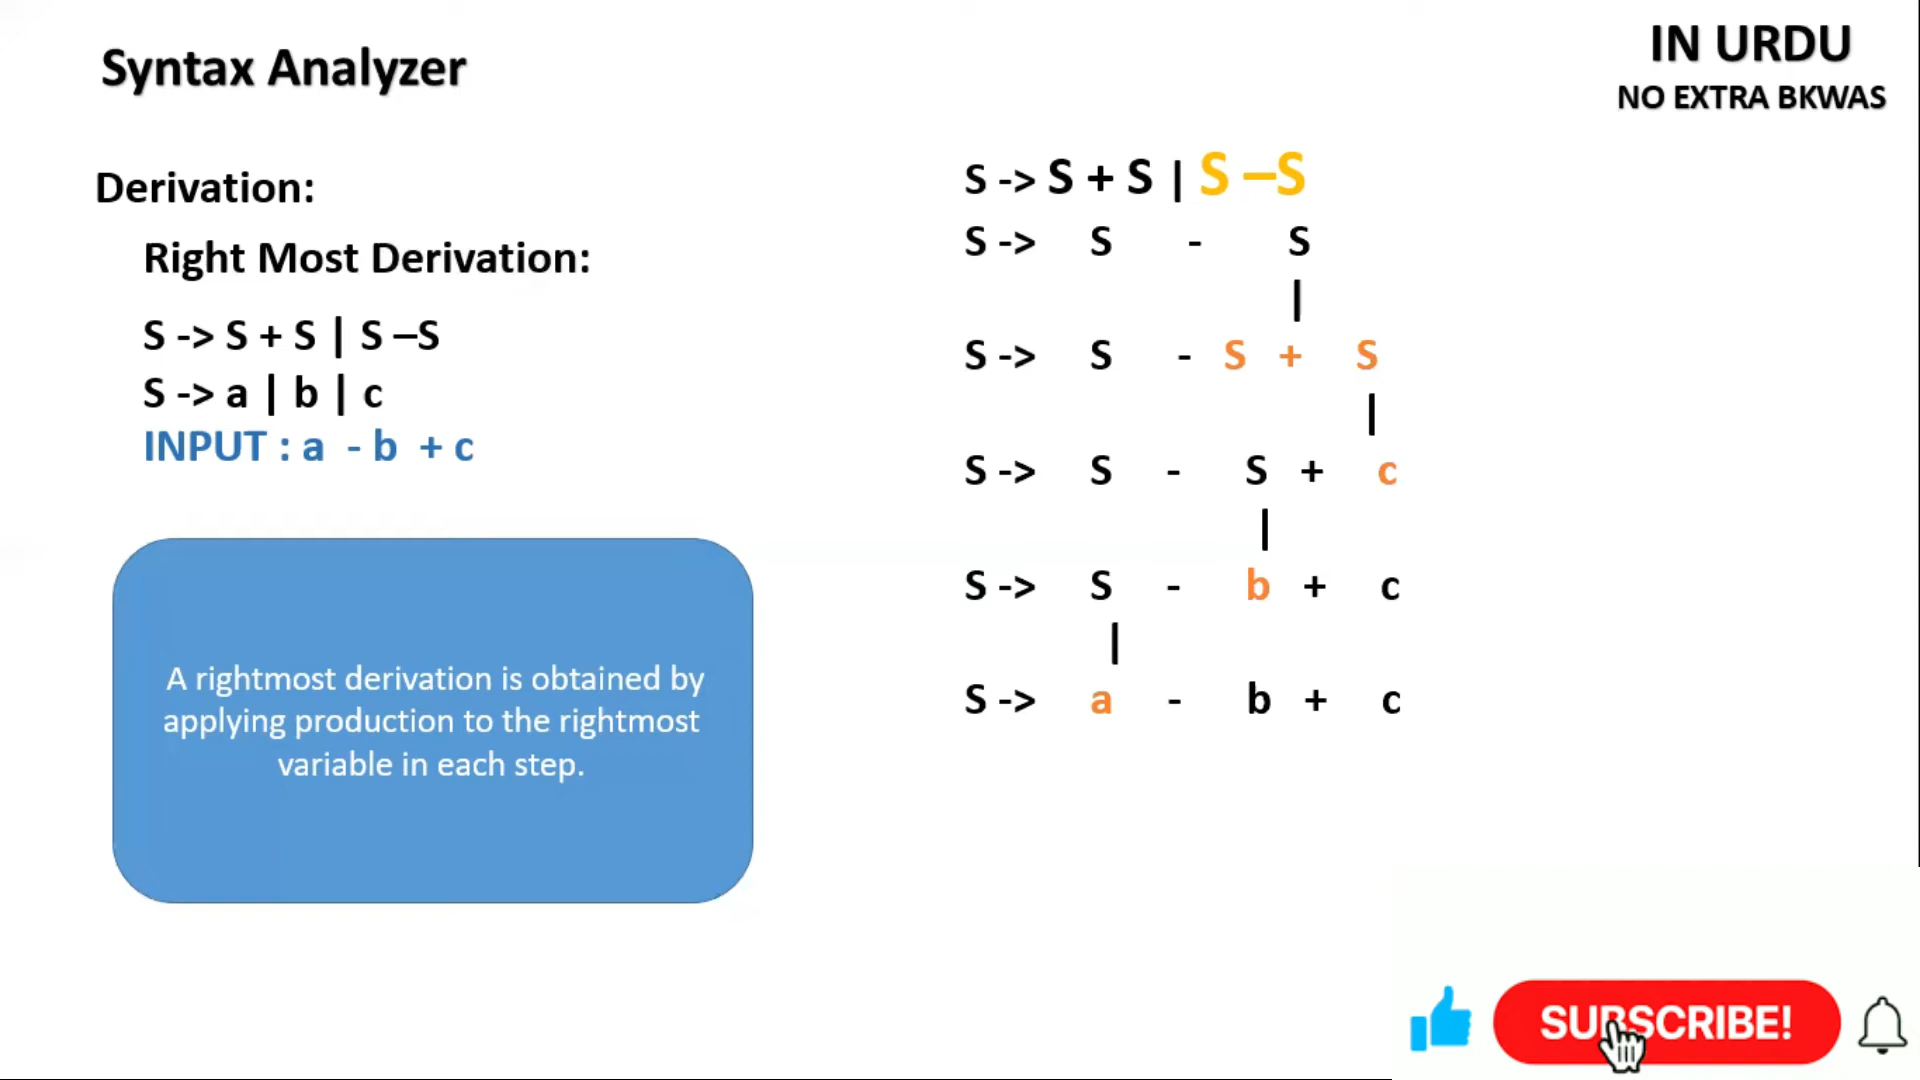 Syntax Analyzer
IN URDU
NO EXTRA BKWAS
Derivation:
Right Most Derivation:
S -> S + S | S –S
S -> a | b | c
INPUT : a - b + c
A rightmost derivation is obtained by
applying production to the rightmost
variable in each step.
S -> S + S | S –S
S -> S - S
|
S -> S - S + S
|
S -> S - S + c
|
S -> S - b + c
|
S -> a - b + c
SUBSCRIBE!